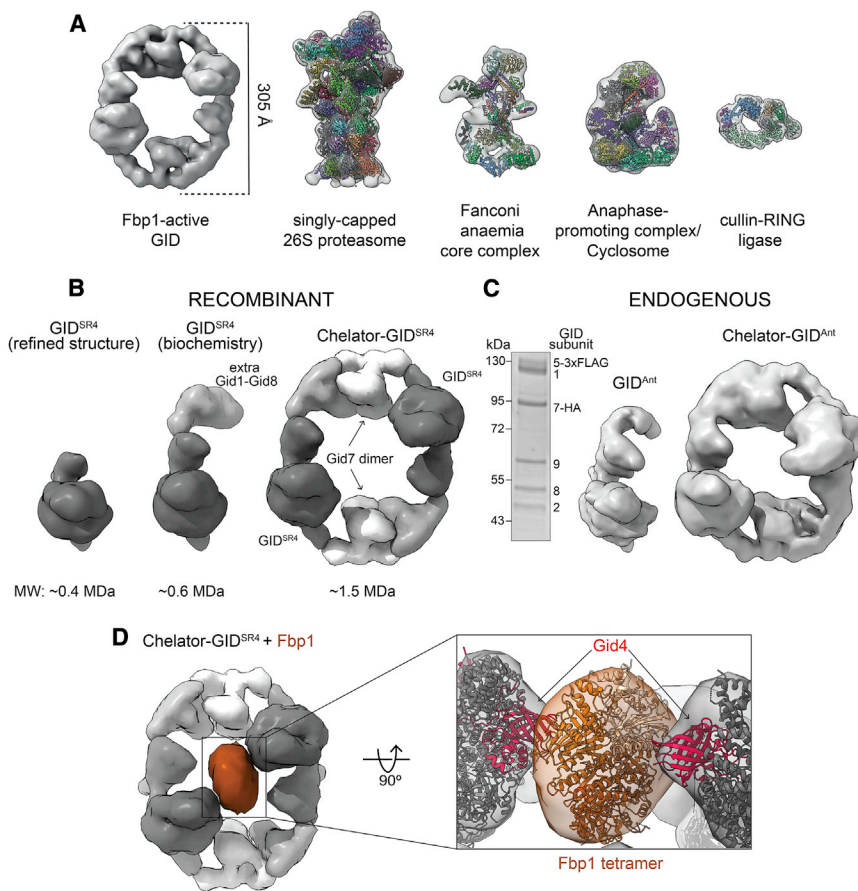 A
305 Å
Fbp1-active
GID
singly-capped
26S proteasome
Fanconi
anaemia
core complex
Anaphase-
promoting complex/
Cyclosome
cullin-RING
ligase
B
RECOMBINANT
GID^SR4
(refined structure)
GID^SR4
(biochemistry)
extra
Gid1-Gid8
Chelator-GID^SR4
GID^SR4
Gid7 dimer
GID^SR4
MW: ~0.4 MDa
~0.6 MDa
~1.5 MDa
C
ENDOGENOUS
kDa
GID
subunit
130
95
72
55
43
5-3xFLAG
1
7-HA
9
8
2
GID^Ant
Chelator-GID^Ant
D
Chelator-GID^SR4 + Fbp1
90º
Gid4
Fbp1 tetramer